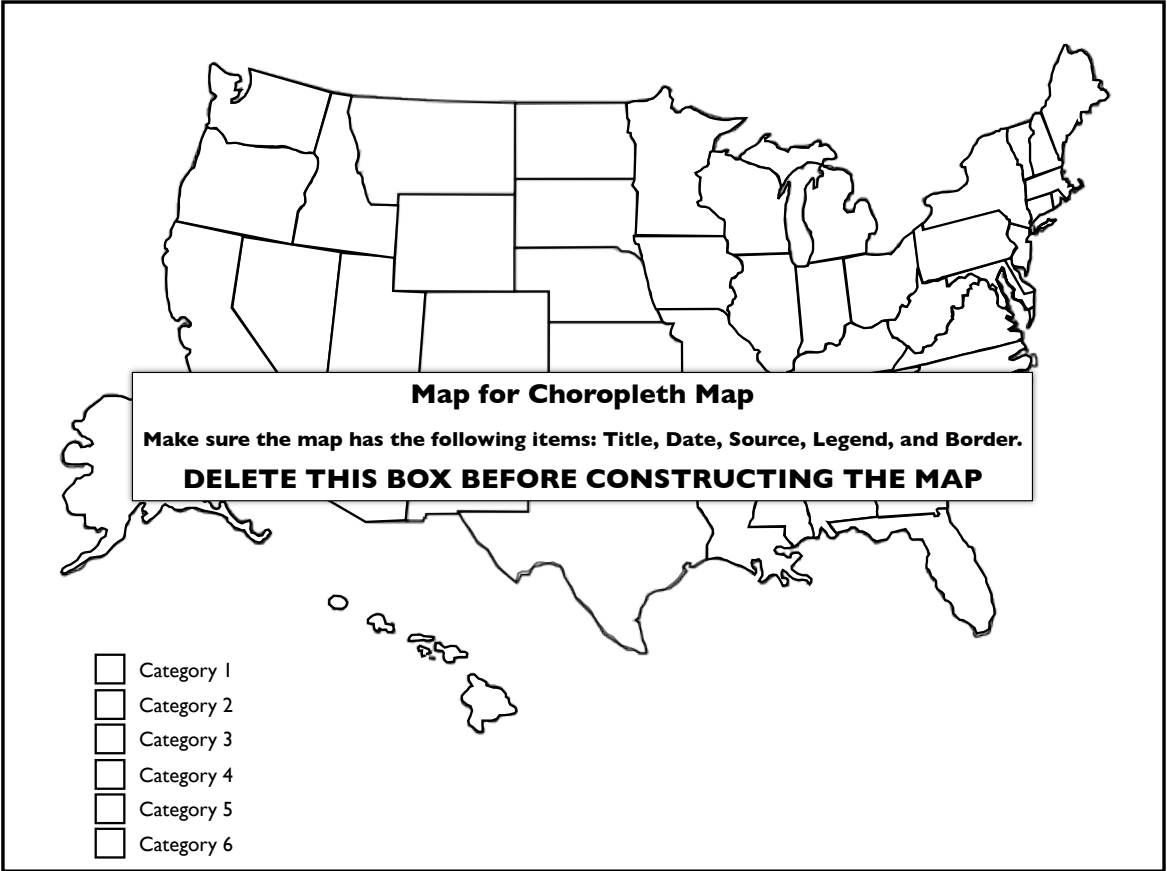 Map for Choropleth Map
Make sure the map has the following items: Title, Date, Source, Legend, and Border.
DELETE THIS BOX BEFORE CONSTRUCTING THE MAP
Category 1
Category 2
Category 3
Category 4
Category 5
Category 6